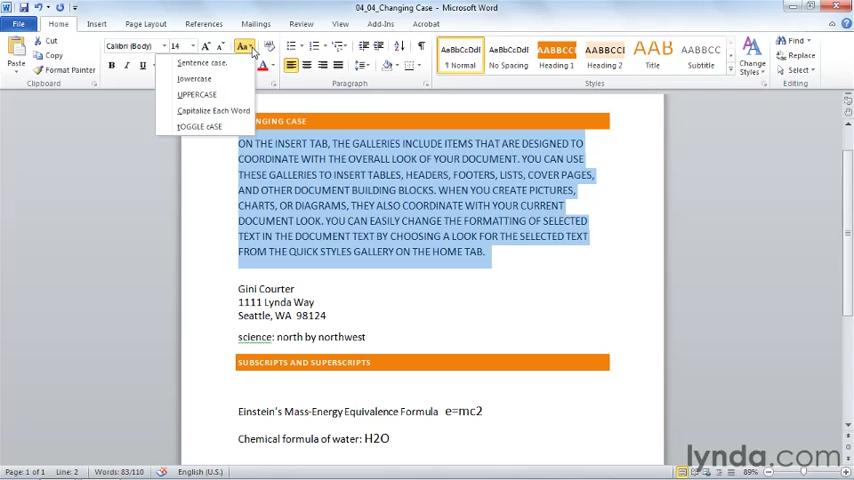 04_04_Changing Case - Microsoft Word
File Home Insert Page Layout References Mailings Review View Add-Ins Acrobat
Paste
Cut
Copy
Format Painter
Clipboard
Calibri (Body) 14 Aa
B I U
Sentence case.
lowercase
UPPERCASE
Capitalize Each Word
tOGGLE cASE
Paragraph
AaBbCcDdI AaBbCcDdI AABBCC AABBCC AAB AABBCC
¶ Normal No Spacing Heading 1 Heading 2 Title Subtitle
Styles
Change Styles
Find
Replace
Select
Editing
NGING CASE
ON THE INSERT TAB, THE GALLERIES INCLUDE ITEMS THAT ARE DESIGNED TO
COORDINATE WITH THE OVERALL LOOK OF YOUR DOCUMENT. YOU CAN USE
THESE GALLERIES TO INSERT TABLES, HEADERS, FOOTERS, LISTS, COVER PAGES,
AND OTHER DOCUMENT BUILDING BLOCKS. WHEN YOU CREATE PICTURES,
CHARTS, OR DIAGRAMS, THEY ALSO COORDINATE WITH YOUR CURRENT
DOCUMENT LOOK. YOU CAN EASILY CHANGE THE FORMATTING OF SELECTED
TEXT IN THE DOCUMENT TEXT BY CHOOSING A LOOK FOR THE SELECTED TEXT
FROM THE QUICK STYLES GALLERY ON THE HOME TAB.
Gini Courter
1111 Lynda Way
Seattle, WA 98124
science: north by northwest
SUBSCRIPTS AND SUPERSCRIPTS
Einstein's Mass-Energy Equivalence Formula e=mc2
Chemical formula of water: H2O
lynda.com
Page: 1 of 1 Line: 2 Words: 83/110 English (U.S.) 89%